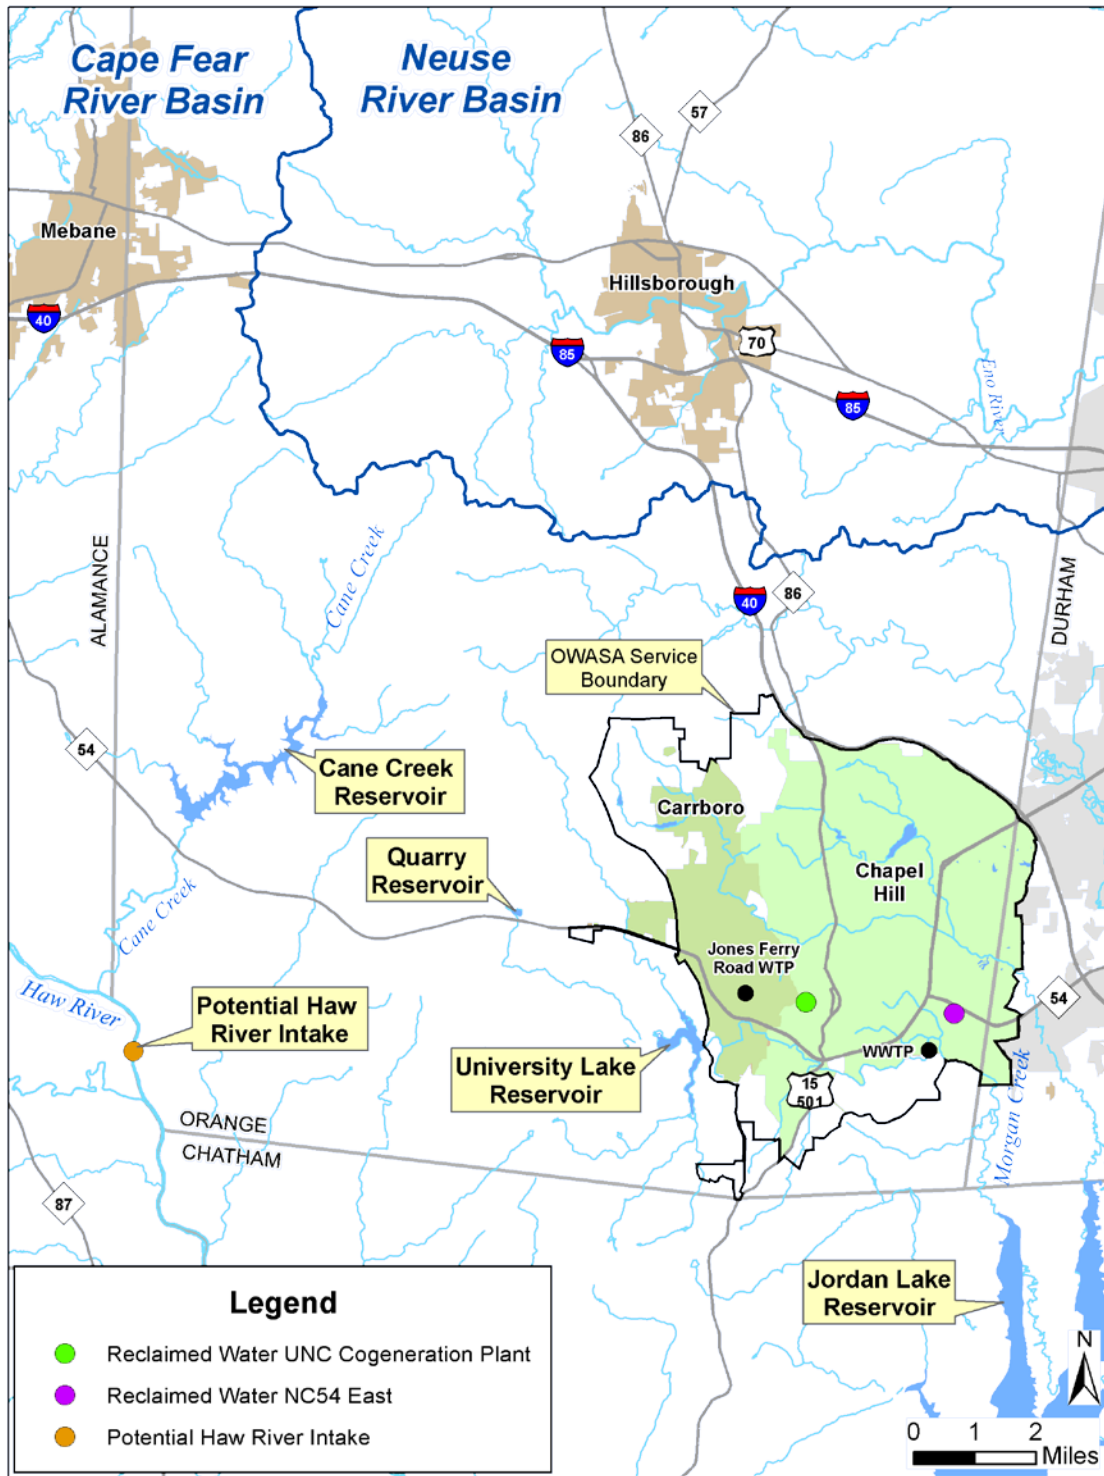 Cape Fear
River Basin
Neuse
River Basin
57
86
Mebane
Hillsborough
40
70
85
85
Eno River
Cane Creek
ALAMANCE
DURHAM
40
86
OWASA Service
Boundary
54
Cane Creek
Reservoir
Carrboro
Quarry
Reservoir
Chapel
Hill
Cane Creek
Jones Ferry
Road WTP
Haw River
Potential Haw
River Intake
54
WWTP
University Lake
Reservoir
15
501
Morgan Creek
ORANGE
CHATHAM
87
Jordan Lake
Reservoir
Legend
Reclaimed Water UNC Cogeneration Plant
Reclaimed Water NC54 East
Potential Haw River Intake
N
0 1 2
Miles